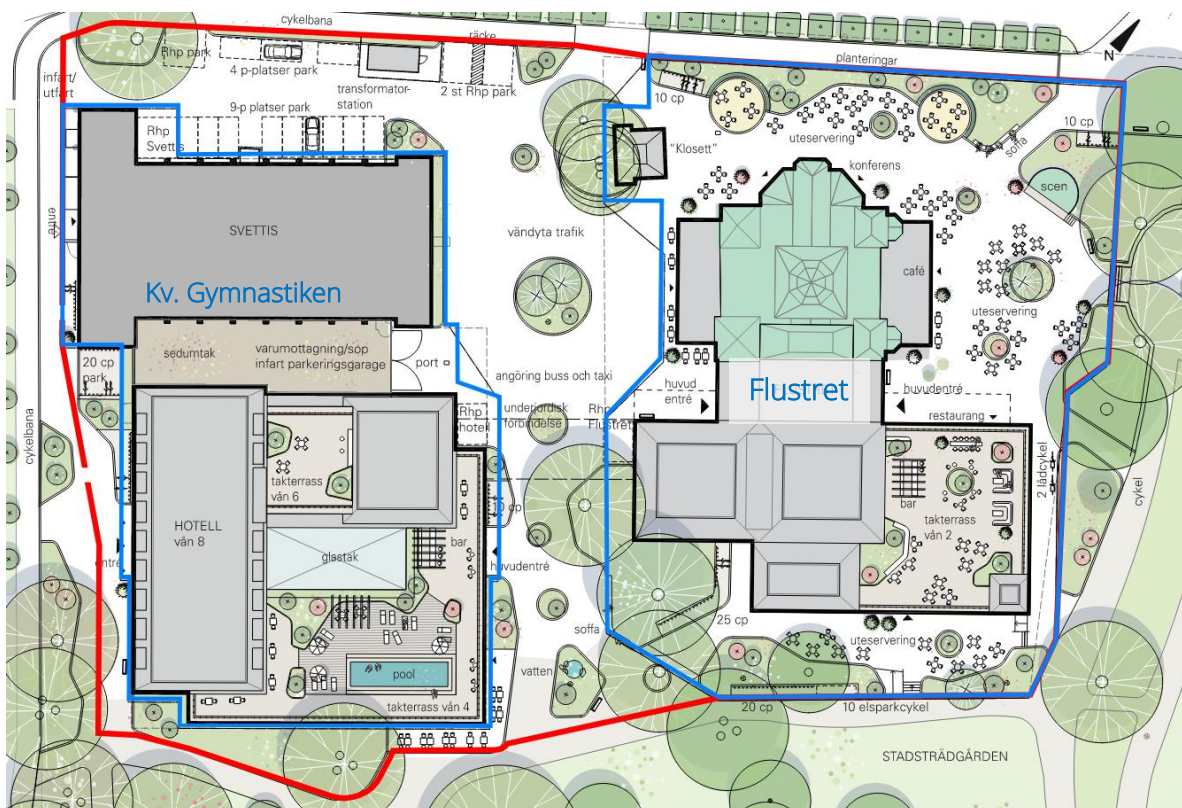 cykelbana
räcke
N
Rhp park
4 p-platser park
infart/
utfart
transformator-
station
2 st Rhp park
planteringar
10 cp
9-p platser park
Rhp
Svettis
uteservering
10 cp
"Klosett"
konferens
soffa
scen
entré
SVETTIS
vändyta trafik
café
Kv. Gymnastiken
uteservering
20 cp
park
sedumtak
varumottagning/sop
infart parkeringsgarage
port
angöring buss och taxi
huvud
entré
Flustret
huvudentré
Rhp
hotell
underjordisk
förbindelse
Rhp
Flustret
restaurang
cykelbana
takterrass
vån 6
2 lådcykel
cykel
bar
takterrass
vån 2
10 cp
HOTELL
vån 8
bar
glastak
entré
huvudentré
25 cp
soffa
uteservering
vatten
pool
takterrass vån 4
20 cp
10 elsparkcykel
STADSTRÄDGÅRDEN